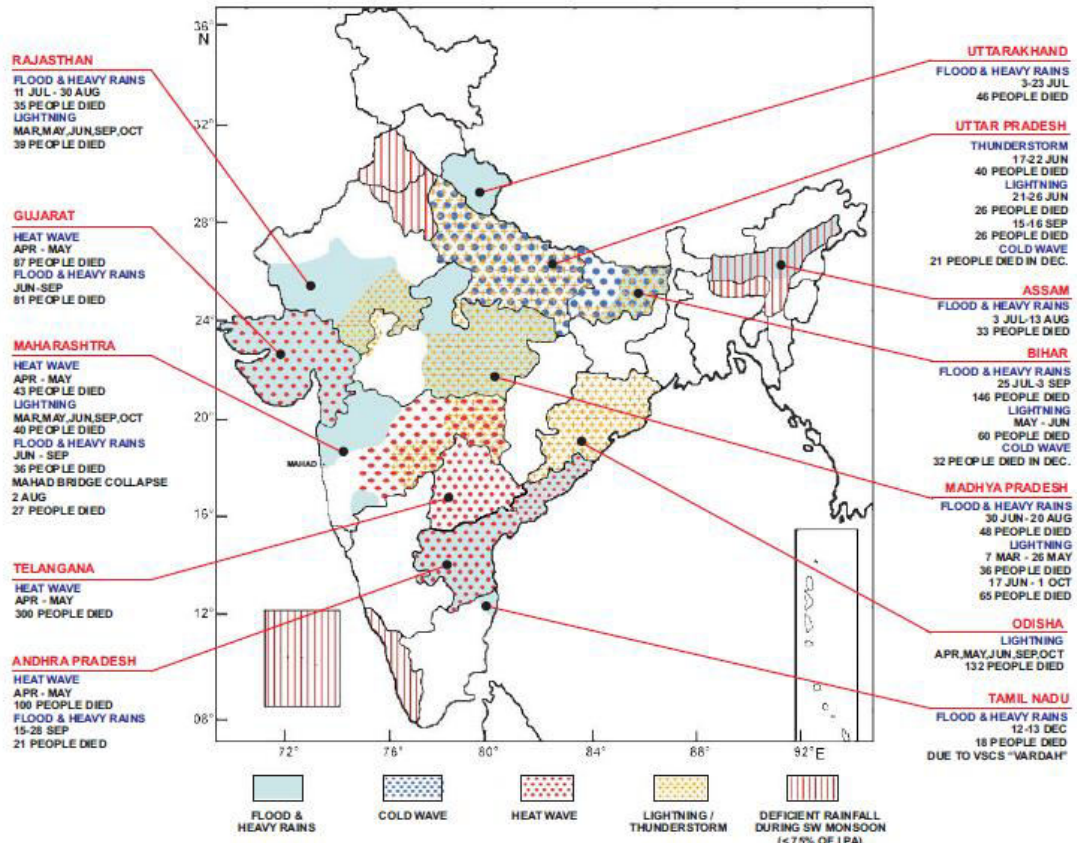 36°
N
32°
28°
24°
20°
16°
12°
08°
72°
76°
80°
84°
88°
92°E
MAHAD
RAJASTHAN
FLOOD & HEAVY RAINS
11 JUL - 30 AUG
35 PEOPLE DIED
LIGHTNING
MAR,MAY,JUN,SEP,OCT
39 PEOPLE DIED
GUJARAT
HEAT WAVE
APR - MAY
87 PEOPLE DIED
FLOOD & HEAVY RAINS
JUN-SEP
81 PEOPLE DIED
MAHARASHTRA
HEAT WAVE
APR - MAY
43 PEOPLE DIED
LIGHTNING
MAR,MAY,JUN,SEP,OCT
40 PEOPLE DIED
FLOOD & HEAVY RAINS
JUN - SEP
36 PEOPLE DIED
MAHAD BRIDGE COLLAPSE
2 AUG
27 PEOPLE DIED
TELANGANA
HEAT WAVE
APR - MAY
300 PEOPLE DIED
ANDHRA PRADESH
HEAT WAVE
APR - MAY
100 PEOPLE DIED
FLOOD & HEAVY RAINS
15-28 SEP
21 PEOPLE DIED
UTTARAKHAND
FLOOD & HEAVY RAINS
3-23 JUL
46 PEOPLE DIED
UTTAR PRADESH
THUNDERSTORM
17-22 JUN
40 PEOPLE DIED
LIGHTNING
21-26 JUN
26 PEOPLE DIED
15-16 SEP
26 PEOPLE DIED
COLD WAVE
21 PEOPLE DIED IN DEC.
ASSAM
FLOOD & HEAVY RAINS
3 JUL-13 AUG
33 PEOPLE DIED
BIHAR
FLOOD & HEAVY RAINS
25 JUL-3 SEP
146 PEOPLE DIED
LIGHTNING
MAY - JUN
60 PEOPLE DIED
COLD WAVE
32 PEOPLE DIED IN DEC.
MADHYA PRADESH
FLOOD & HEAVY RAINS
30 JUN- 20 AUG
48 PEOPLE DIED
LIGHTNING
7 MAR - 26 MAY
36 PEOPLE DIED
17 JUN - 1 OCT
65 PEOPLE DIED
ODISHA
LIGHTNING
APR,MAY,JUN,SEP,OCT
132 PEOPLE DIED
TAMIL NADU
FLOOD & HEAVY RAINS
12-13 DEC
18 PEOPLE DIED
DUE TO VSCS "VARDAH"
FLOOD &
HEAVY RAINS
COLD WAVE
HEAT WAVE
LIGHTNING /
THUNDERSTORM
DEFICIENT RAINFALL
DURING SW MONSOON
(<75% OF LPA)